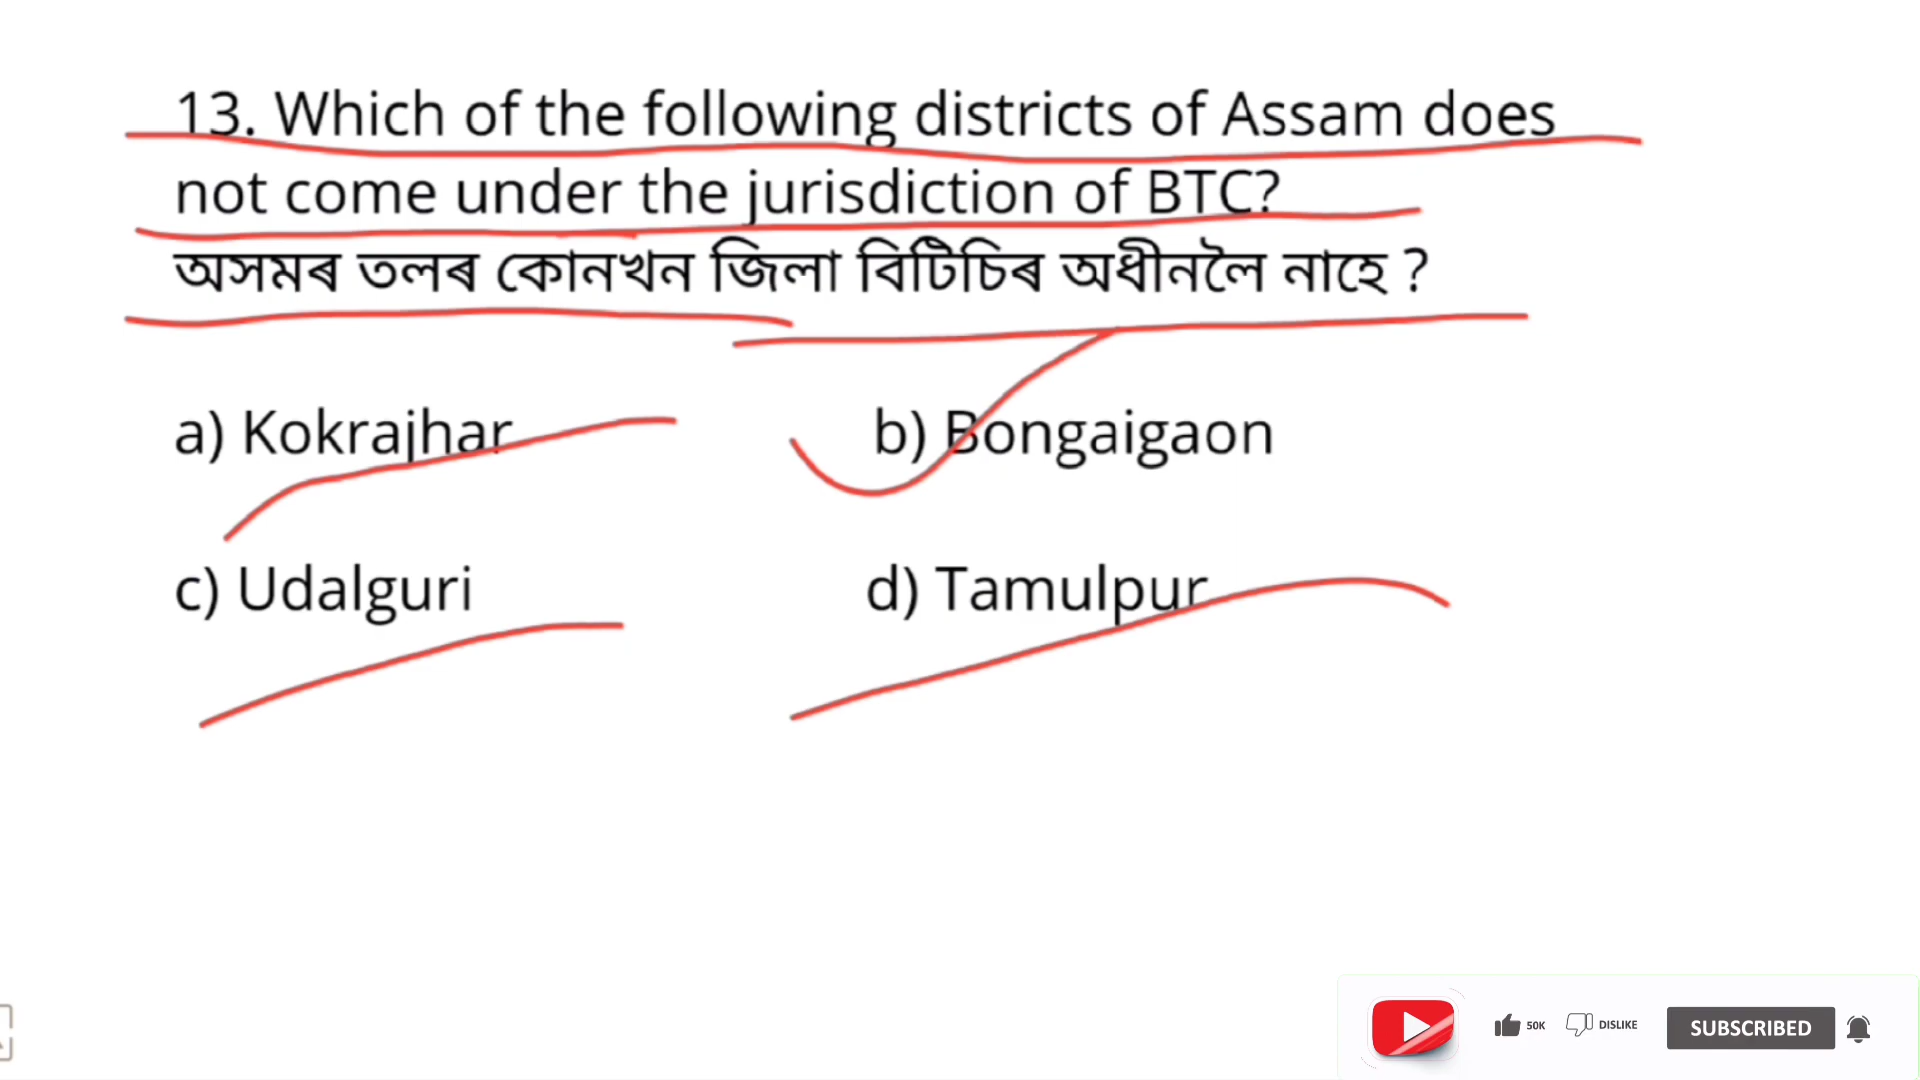 13. Which of the following districts of Assam does
not come under the jurisdiction of BTC?
অসমৰ তলৰ কোনখন জিলা বিটিচিৰ অধীনলৈ নাহে ?
a) Kokrajhar b) Bongaigaon
c) Udalguri d) Tamulpur
50K DISLIKE SUBSCRIBED